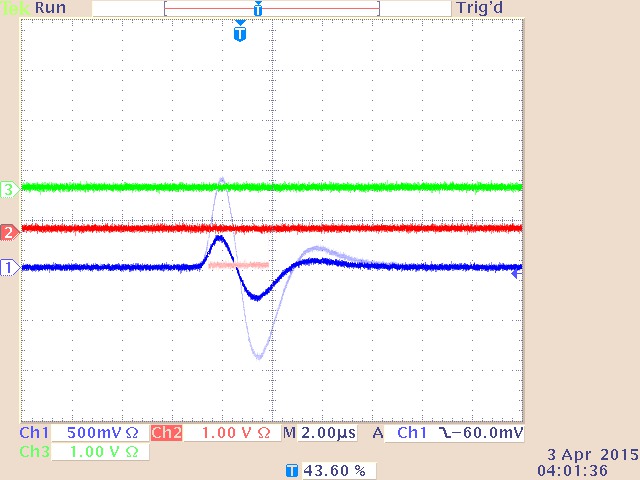 Tek Run Trig'd
T
T
3
2
1
Ch1 500mV Ω Ch2 1.00 V Ω M 2.00µs A Ch1 -60.0mV
Ch3 1.00 V Ω
3 Apr 2015
T 43.60 % 04:01:36